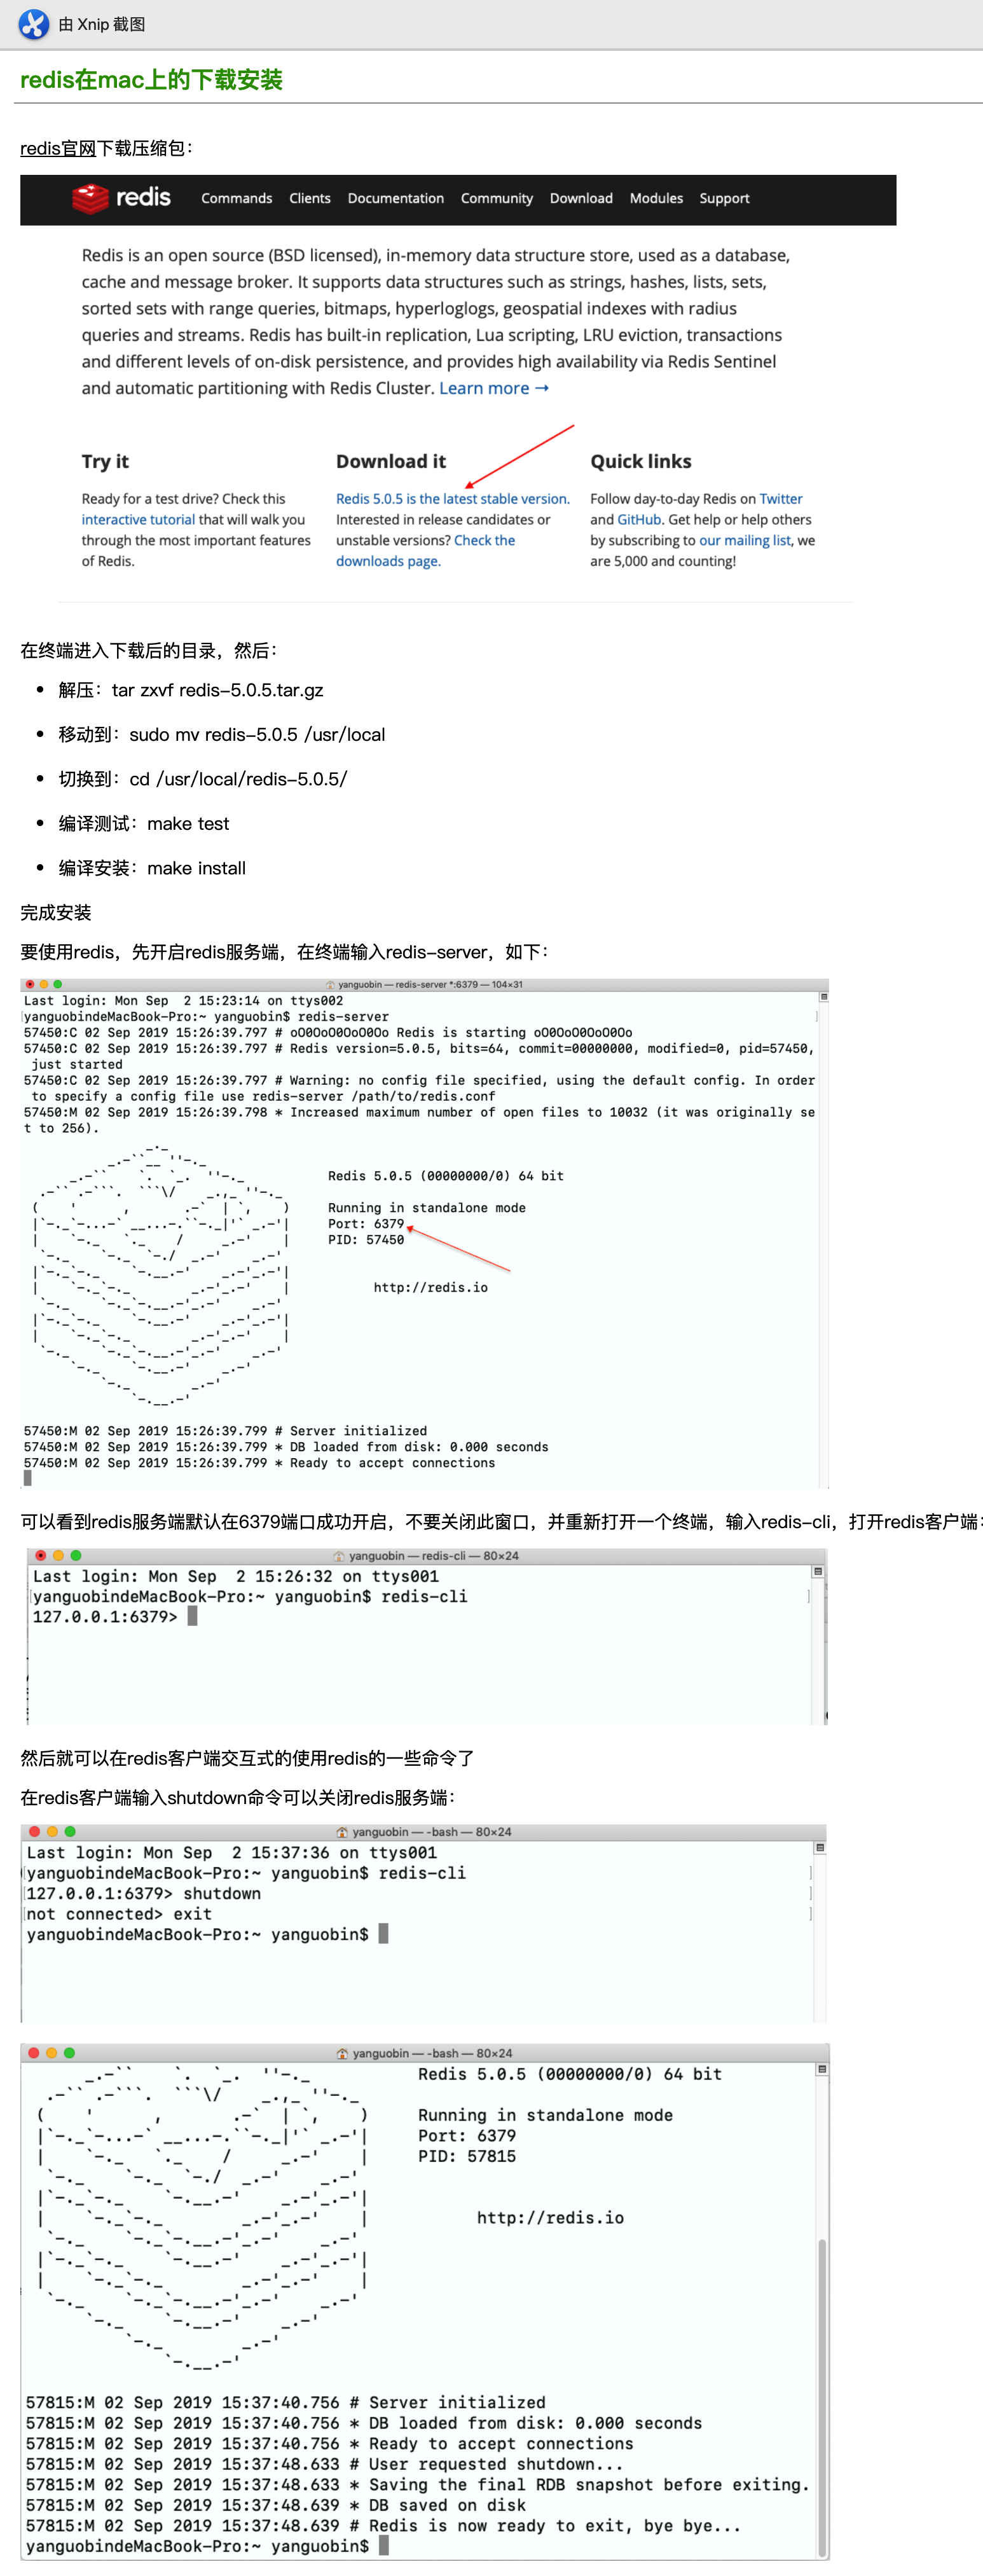 由 Xnip 截图
redis在mac上的下载安装
redis官网下载压缩包：
redis Commands Clients Documentation Community Download Modules Support
Redis is an open source (BSD licensed), in-memory data structure store, used as a database,
cache and message broker. It supports data structures such as strings, hashes, lists, sets,
sorted sets with range queries, bitmaps, hyperloglogs, geospatial indexes with radius
queries and streams. Redis has built-in replication, Lua scripting, LRU eviction, transactions
and different levels of on-disk persistence, and provides high availability via Redis Sentinel
and automatic partitioning with Redis Cluster. Learn more →
Try it
Ready for a test drive? Check this
interactive tutorial that will walk you
through the most important features
of Redis.
Download it
Redis 5.0.5 is the latest stable version.
Interested in release candidates or
unstable versions? Check the
downloads page.
Quick links
Follow day-to-day Redis on Twitter
and GitHub. Get help or help others
by subscribing to our mailing list, we
are 5,000 and counting!
在终端进入下载后的目录，然后：
• 解压：tar zxvf redis-5.0.5.tar.gz
• 移动到：sudo mv redis-5.0.5 /usr/local
• 切换到：cd /usr/local/redis-5.0.5/
• 编译测试：make test
• 编译安装：make install
完成安装
要使用redis，先开启redis服务端，在终端输入redis-server，如下：
yanguobin — redis-server *:6379 — 104×31
Last login: Mon Sep  2 15:23:14 on ttys002
[yanguobindeMacBook-Pro:~ yanguobin$ redis-server ]
57450:C 02 Sep 2019 15:26:39.797 # oO0OoO0OoO0Oo Redis is starting oO0OoO0OoO0Oo
57450:C 02 Sep 2019 15:26:39.797 # Redis version=5.0.5, bits=64, commit=00000000, modified=0, pid=57450,
just started
57450:C 02 Sep 2019 15:26:39.797 # Warning: no config file specified, using the default config. In order
to specify a config file use redis-server /path/to/redis.conf
57450:M 02 Sep 2019 15:26:39.798 * Increased maximum number of open files to 10032 (it was originally se
t to 256).
Redis 5.0.5 (00000000/0) 64 bit
Running in standalone mode
Port: 6379
PID: 57450
http://redis.io
57450:M 02 Sep 2019 15:26:39.799 # Server initialized
57450:M 02 Sep 2019 15:26:39.799 * DB loaded from disk: 0.000 seconds
57450:M 02 Sep 2019 15:26:39.799 * Ready to accept connections
可以看到redis服务端默认在6379端口成功开启，不要关闭此窗口，并重新打开一个终端，输入redis-cli，打开redis客户端：
yanguobin — redis-cli — 80×24
Last login: Mon Sep  2 15:26:32 on ttys001
[yanguobindeMacBook-Pro:~ yanguobin$ redis-cli ]
127.0.0.1:6379>
然后就可以在redis客户端交互式的使用redis的一些命令了
在redis客户端输入shutdown命令可以关闭redis服务端：
yanguobin — -bash — 80×24
Last login: Mon Sep  2 15:37:36 on ttys001
[yanguobindeMacBook-Pro:~ yanguobin$ redis-cli ]
[127.0.0.1:6379> shutdown ]
[not connected> exit ]
yanguobindeMacBook-Pro:~ yanguobin$
yanguobin — -bash — 80×24
Redis 5.0.5 (00000000/0) 64 bit
Running in standalone mode
Port: 6379
PID: 57815
http://redis.io
57815:M 02 Sep 2019 15:37:40.756 # Server initialized
57815:M 02 Sep 2019 15:37:40.756 * DB loaded from disk: 0.000 seconds
57815:M 02 Sep 2019 15:37:40.756 * Ready to accept connections
57815:M 02 Sep 2019 15:37:48.633 # User requested shutdown...
57815:M 02 Sep 2019 15:37:48.633 * Saving the final RDB snapshot before exiting.
57815:M 02 Sep 2019 15:37:48.639 * DB saved on disk
57815:M 02 Sep 2019 15:37:48.639 # Redis is now ready to exit, bye bye...
yanguobindeMacBook-Pro:~ yanguobin$